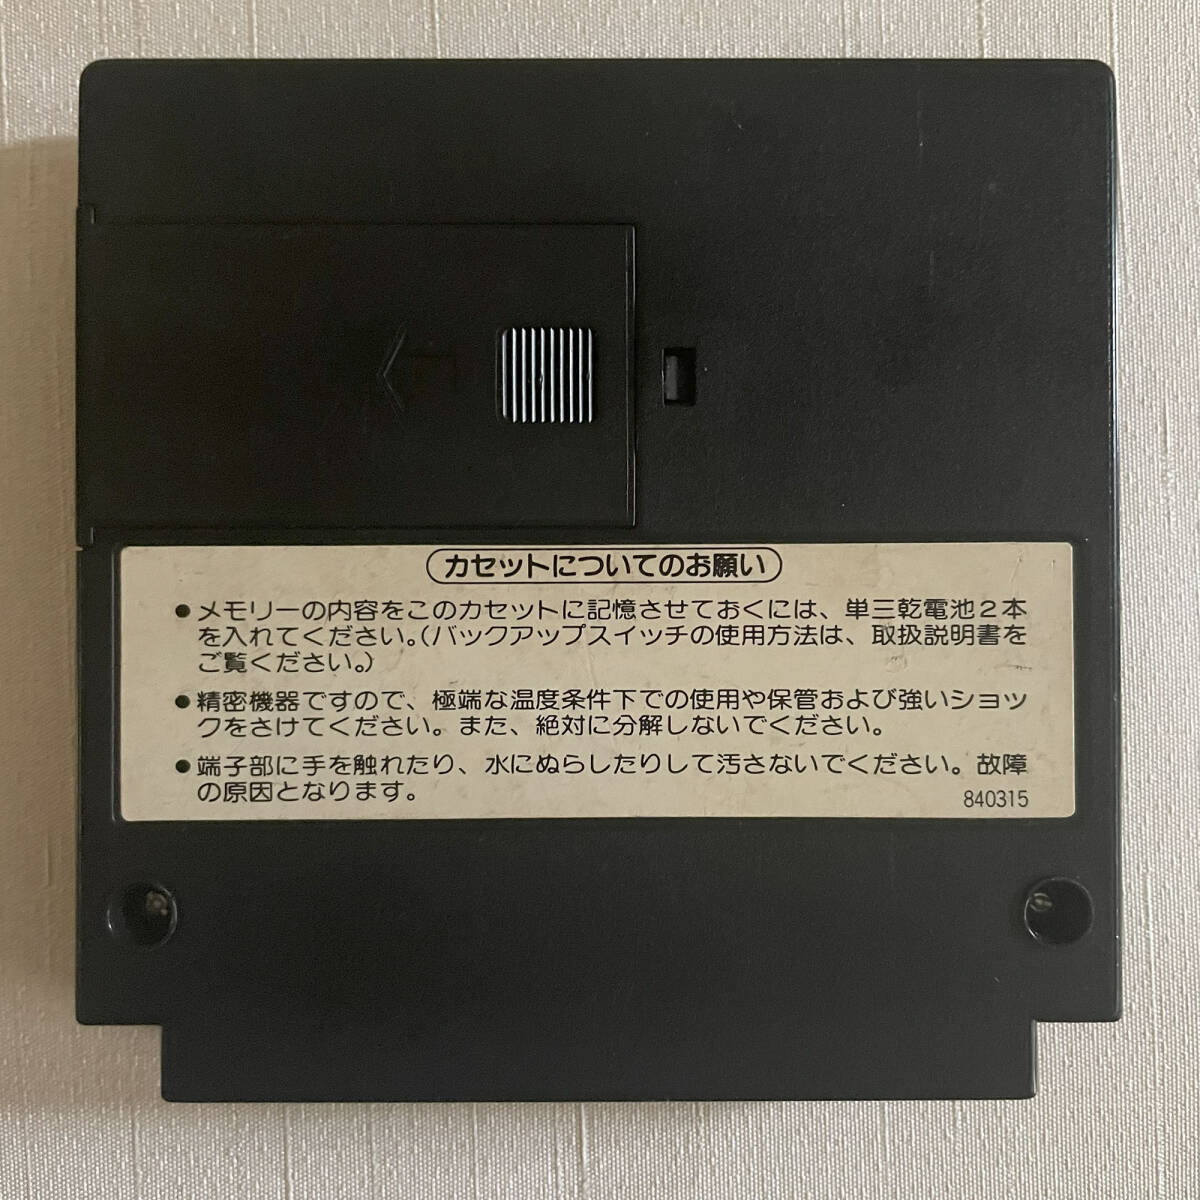 カセットについてのお願い
●メモリーの内容をこのカセットに記憶させておくには、単三乾電池2本
を入れてください。(バックアップスイッチの使用方法は、取扱説明書を
ご覧ください。)
●精密機器ですので、極端な温度条件下での使用や保管および強いショッ
クをさけてください。また、絶対に分解しないでください。
●端子部に手を触れたり、水にぬらしたりして汚さないでください。故障
の原因となります。
840315